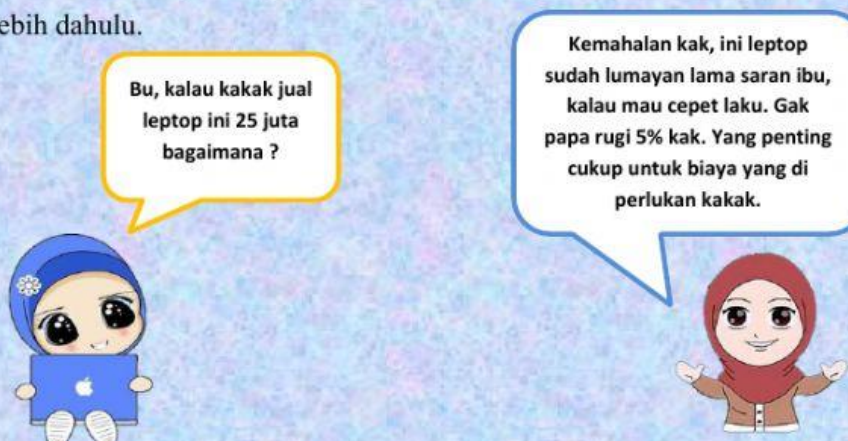 ebih dahulu.
Bu, kalau kakak jual
leptop ini 25 juta
bagaimana ?
Kemahalan kak, ini leptop
sudah lumayan lama saran ibu,
kalau mau cepet laku. Gak
papa rugi 5% kak. Yang penting
cukup untuk biaya yang di
perlukan kakak.